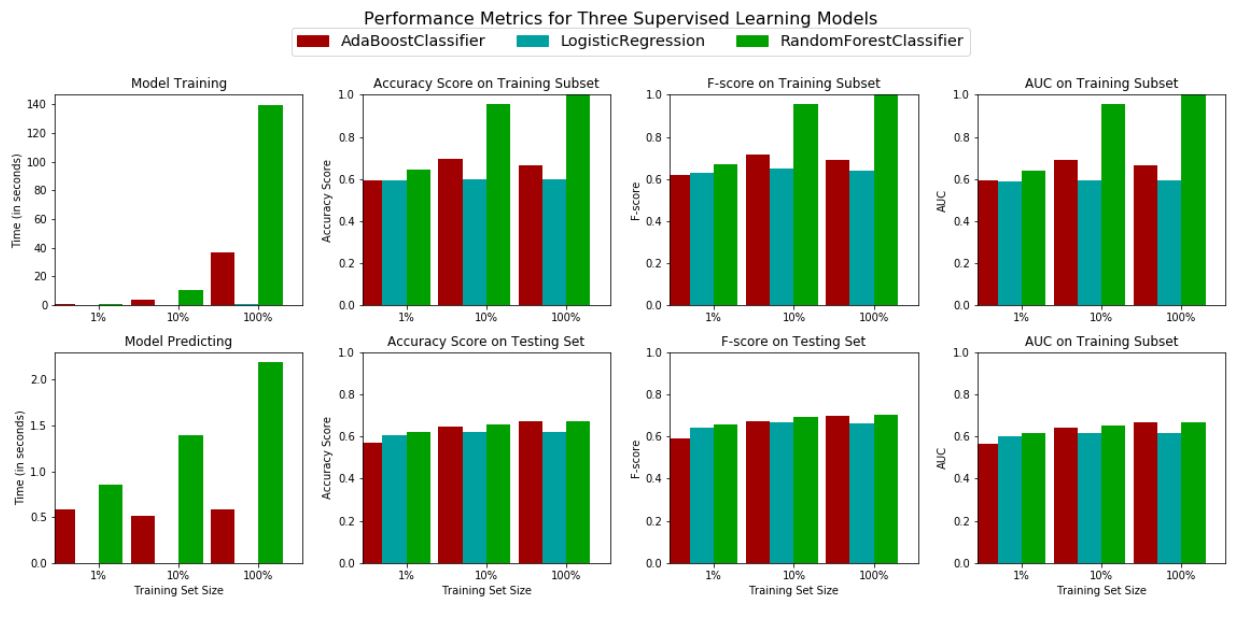 Performance Metrics for Three Supervised Learning Models
AdaBoostClassifier LogisticRegression RandomForestClassifier
Model Training
Time (in seconds)
140
120
100
80
60
40
20
0
1% 10% 100%
Accuracy Score on Training Subset
Accuracy Score
1.0
0.8
0.6
0.4
0.2
0.0
1% 10% 100%
F-score on Training Subset
F-score
1.0
0.8
0.6
0.4
0.2
0.0
1% 10% 100%
AUC on Training Subset
AUC
1.0
0.8
0.6
0.4
0.2
0.0
1% 10% 100%
Model Predicting
Time (in seconds)
2.0
1.5
1.0
0.5
0.0
1% 10% 100%
Training Set Size
Accuracy Score on Testing Set
Accuracy Score
1.0
0.8
0.6
0.4
0.2
0.0
1% 10% 100%
Training Set Size
F-score on Testing Set
F-score
1.0
0.8
0.6
0.4
0.2
0.0
1% 10% 100%
Training Set Size
AUC on Training Subset
AUC
1.0
0.8
0.6
0.4
0.2
0.0
1% 10% 100%
Training Set Size